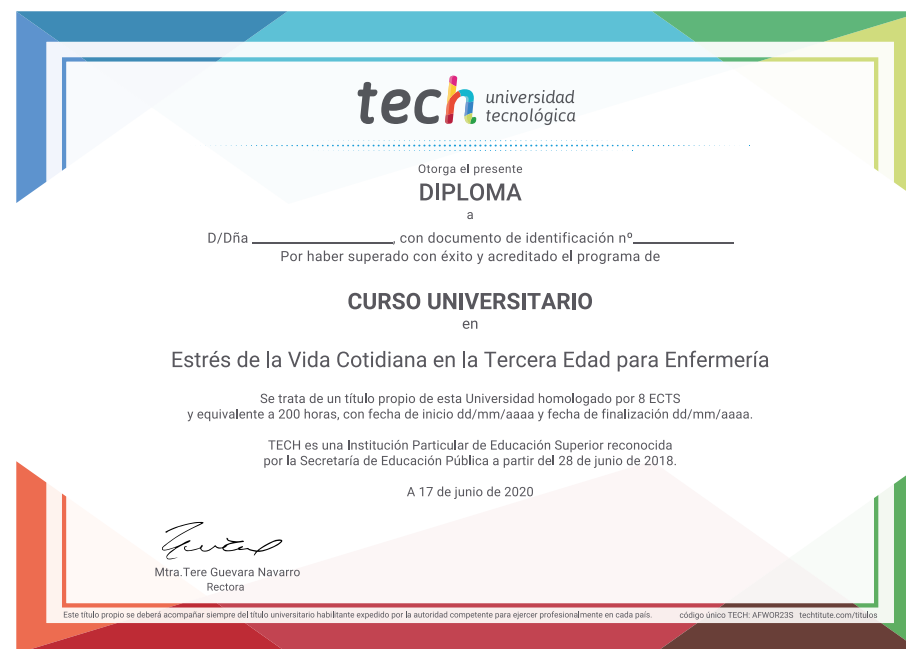 tech universidad
tecnológica
Otorga el presente
DIPLOMA
a
D/Dña ____________________, con documento de identificación nº______________
Por haber superado con éxito y acreditado el programa de
CURSO UNIVERSITARIO
en
Estrés de la Vida Cotidiana en la Tercera Edad para Enfermería
Se trata de un título propio de esta Universidad homologado por 8 ECTS
y equivalente a 200 horas, con fecha de inicio dd/mm/aaaa y fecha de finalización dd/mm/aaaa.
TECH es una Institución Particular de Educación Superior reconocida
por la Secretaría de Educación Pública a partir del 28 de junio de 2018.
A 17 de junio de 2020
Mtra.Tere Guevara Navarro
Rectora
Este título propio se deberá acompañar siempre del título universitario habilitante expedido por la autoridad competente para ejercer profesionalmente en cada país. código único TECH: AFWOR23S techtitute.com/titulos